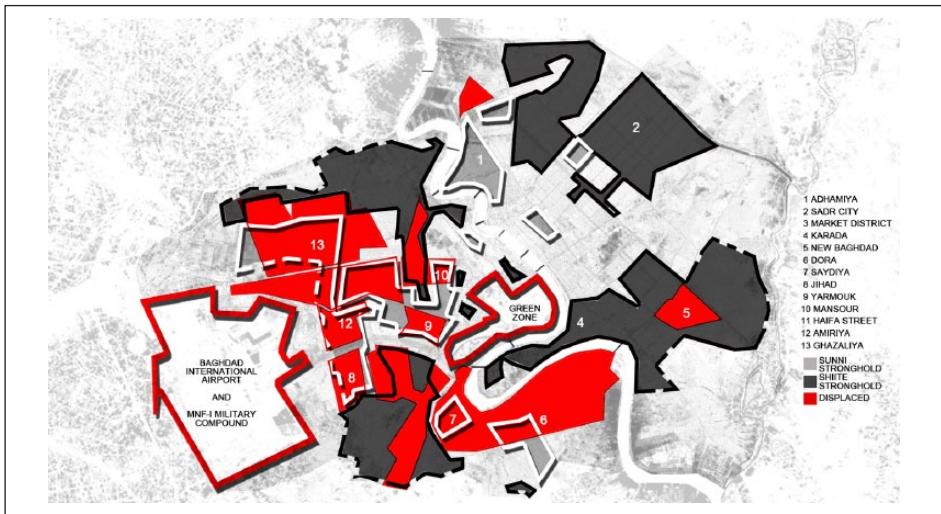 1
2
13
10
GREEN
ZONE
12
9
4
5
BAGHDAD
INTERNATIONAL
AIRPORT
AND
MNF-I MILITARY
COMPOUND
8
7
6
1 ADHAMIYA
2 SADR CITY
3 MARKET DISTRICT
4 KARADA
5 NEW BAGHDAD
6 DORA
7 SAYDIYA
8 JIHAD
9 YARMOUK
10 MANSOUR
11 HAIFA STREET
12 AMIRIYA
13 GHAZALIYA
SUNNI
STRONGHOLD
SHIITE
STRONGHOLD
DISPLACED